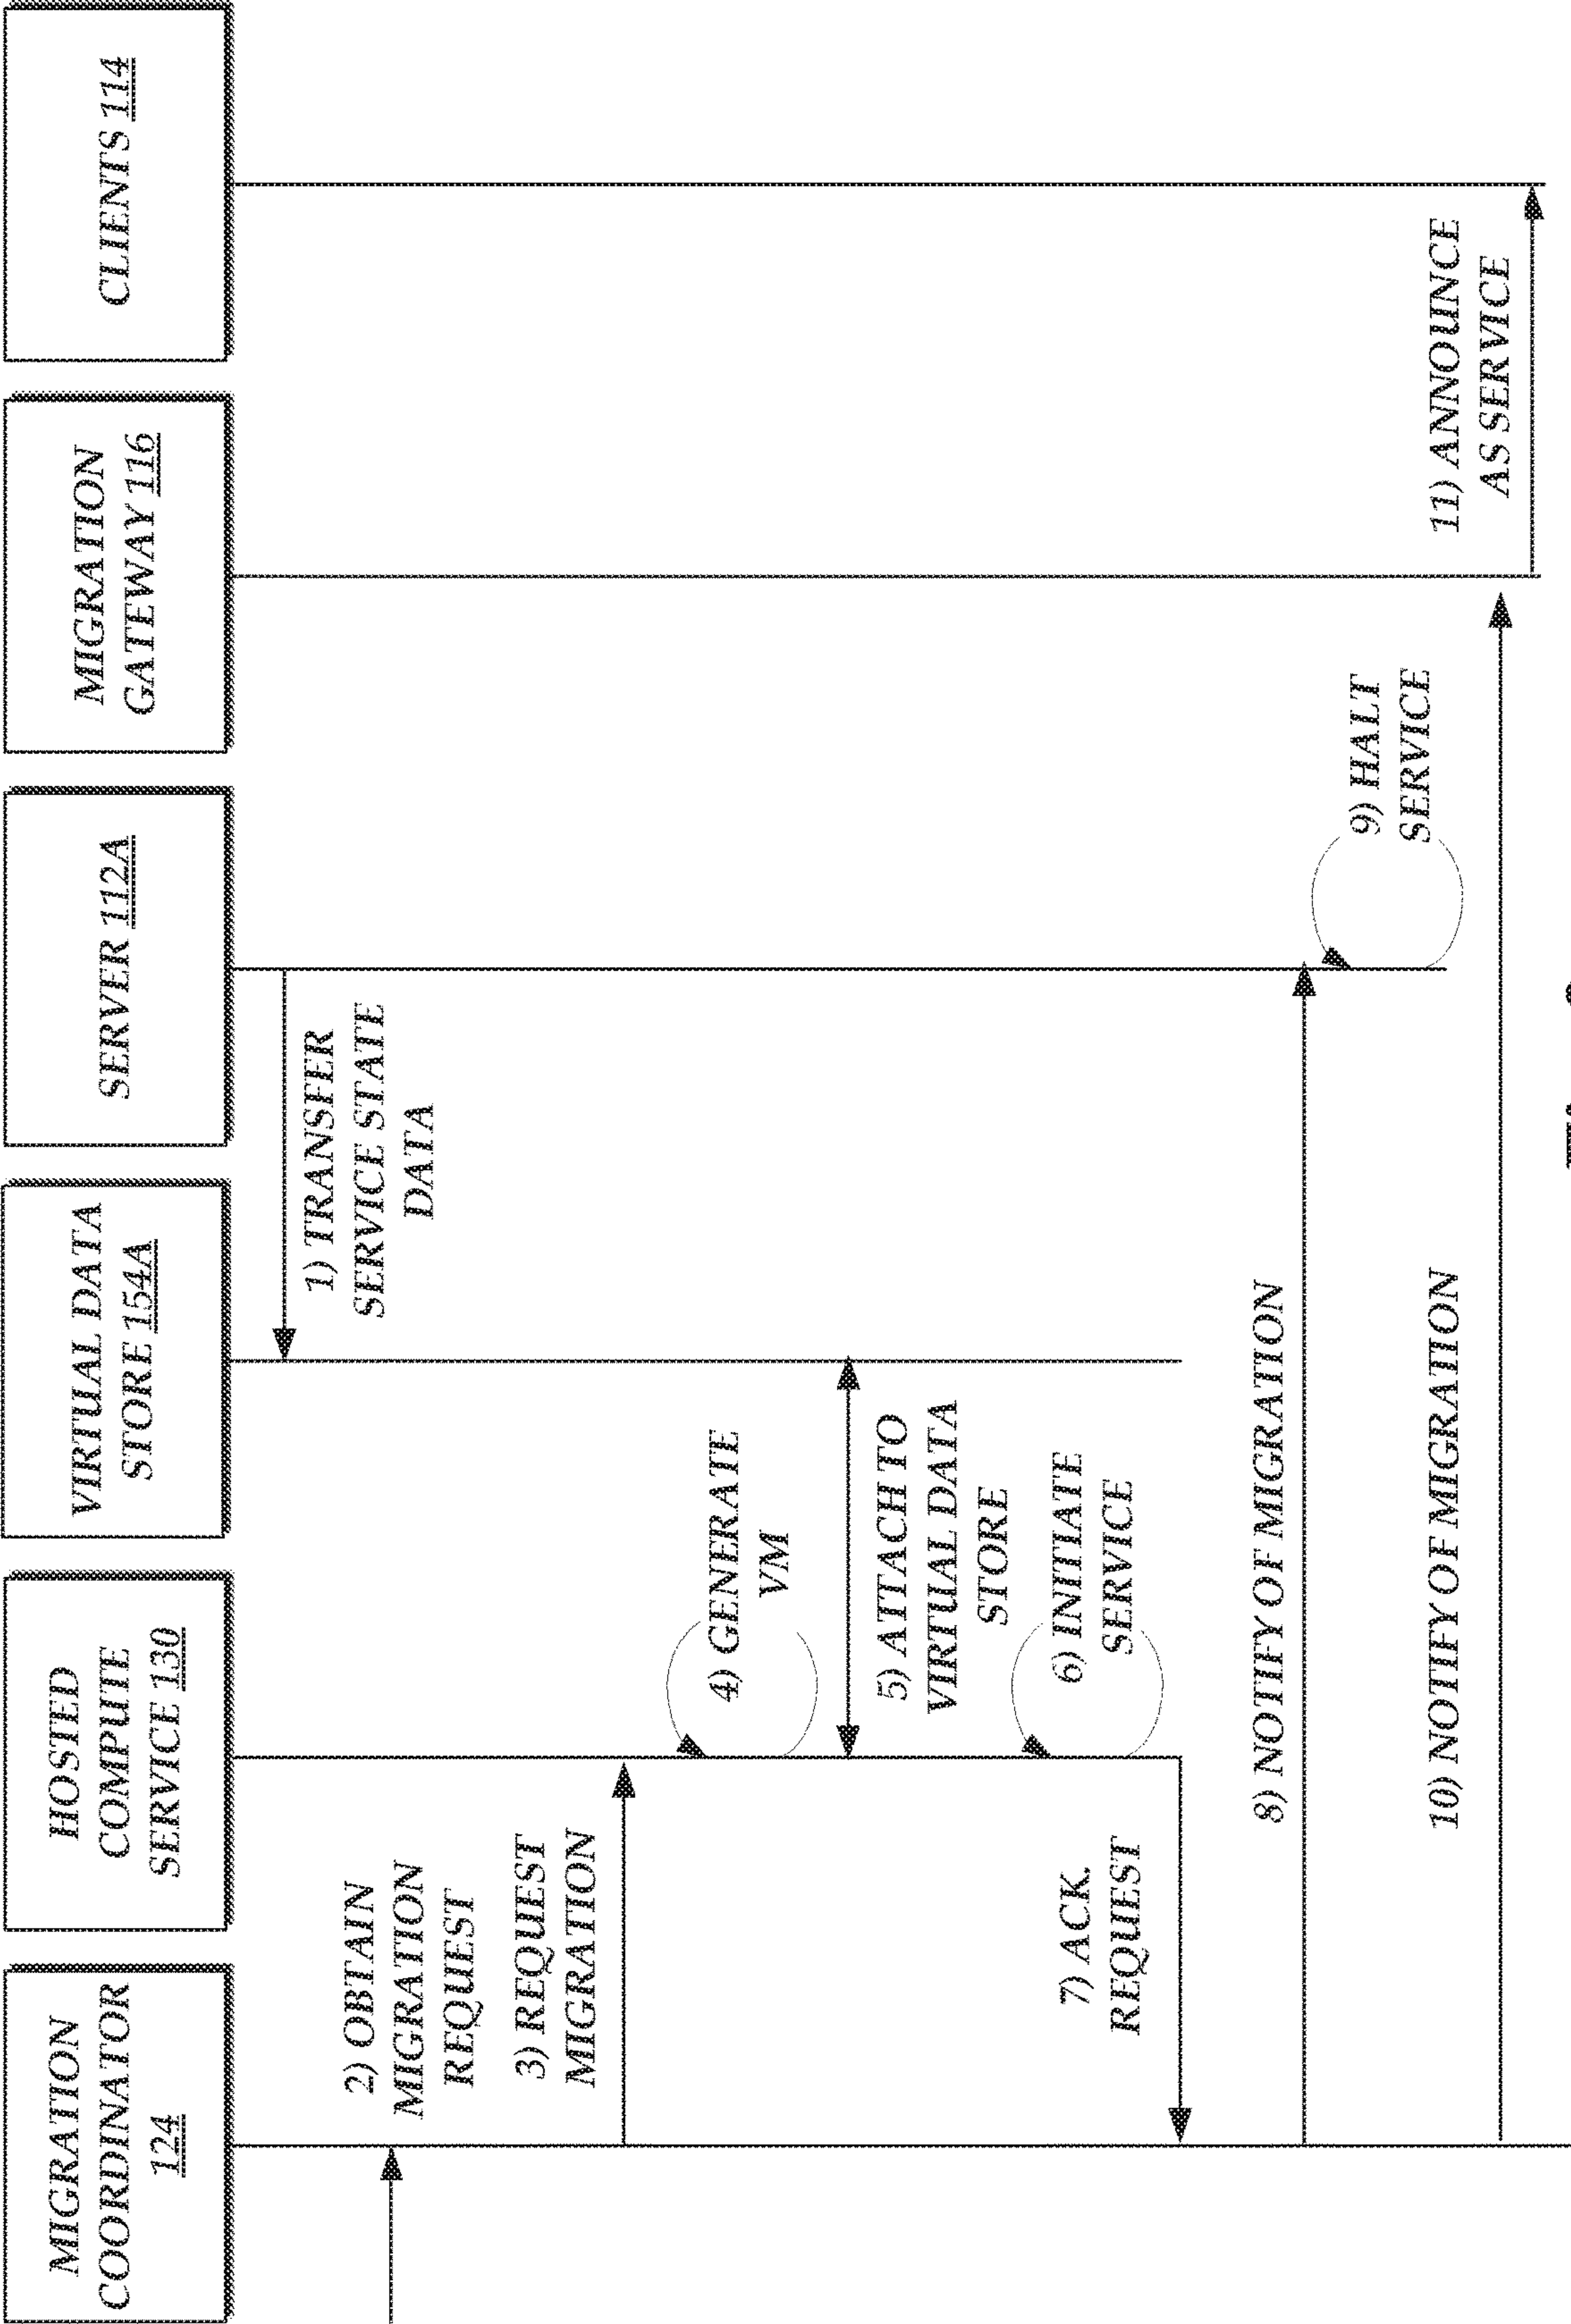 MIGRATION
COORDINATOR
124
HOSTED
COMPUTE
SERVICE 130
VIRTUAL DATA
STORE 154A
SERVER 112A
MIGRATION
GATEWAY 116
CLIENTS 114
1) TRANSFER
SERVICE STATE
DATA
2) OBTAIN
MIGRATION
REQUEST
3) REQUEST
MIGRATION
4) GENERATE
VM
5) ATTACH TO
VIRTUAL DATA
STORE
6) INITIATE
SERVICE
7) ACK.
REQUEST
8) NOTIFY OF MIGRATION
9) HALT
SERVICE
10) NOTIFY OF MIGRATION
11) ANNOUNCE
AS SERVICE